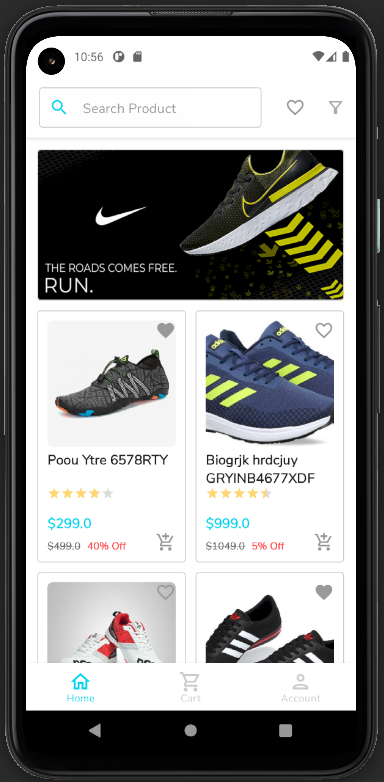 10:56
Search Product
THE ROADS COMES FREE.
RUN.
adidas
Poou Ytre 6578RTY
Biogrjk hrdcjuy
GRYINB4677XDF
$299.0
$999.0
$499.0 40% Off
$1049.0 5% Off
Home
Cart
Account